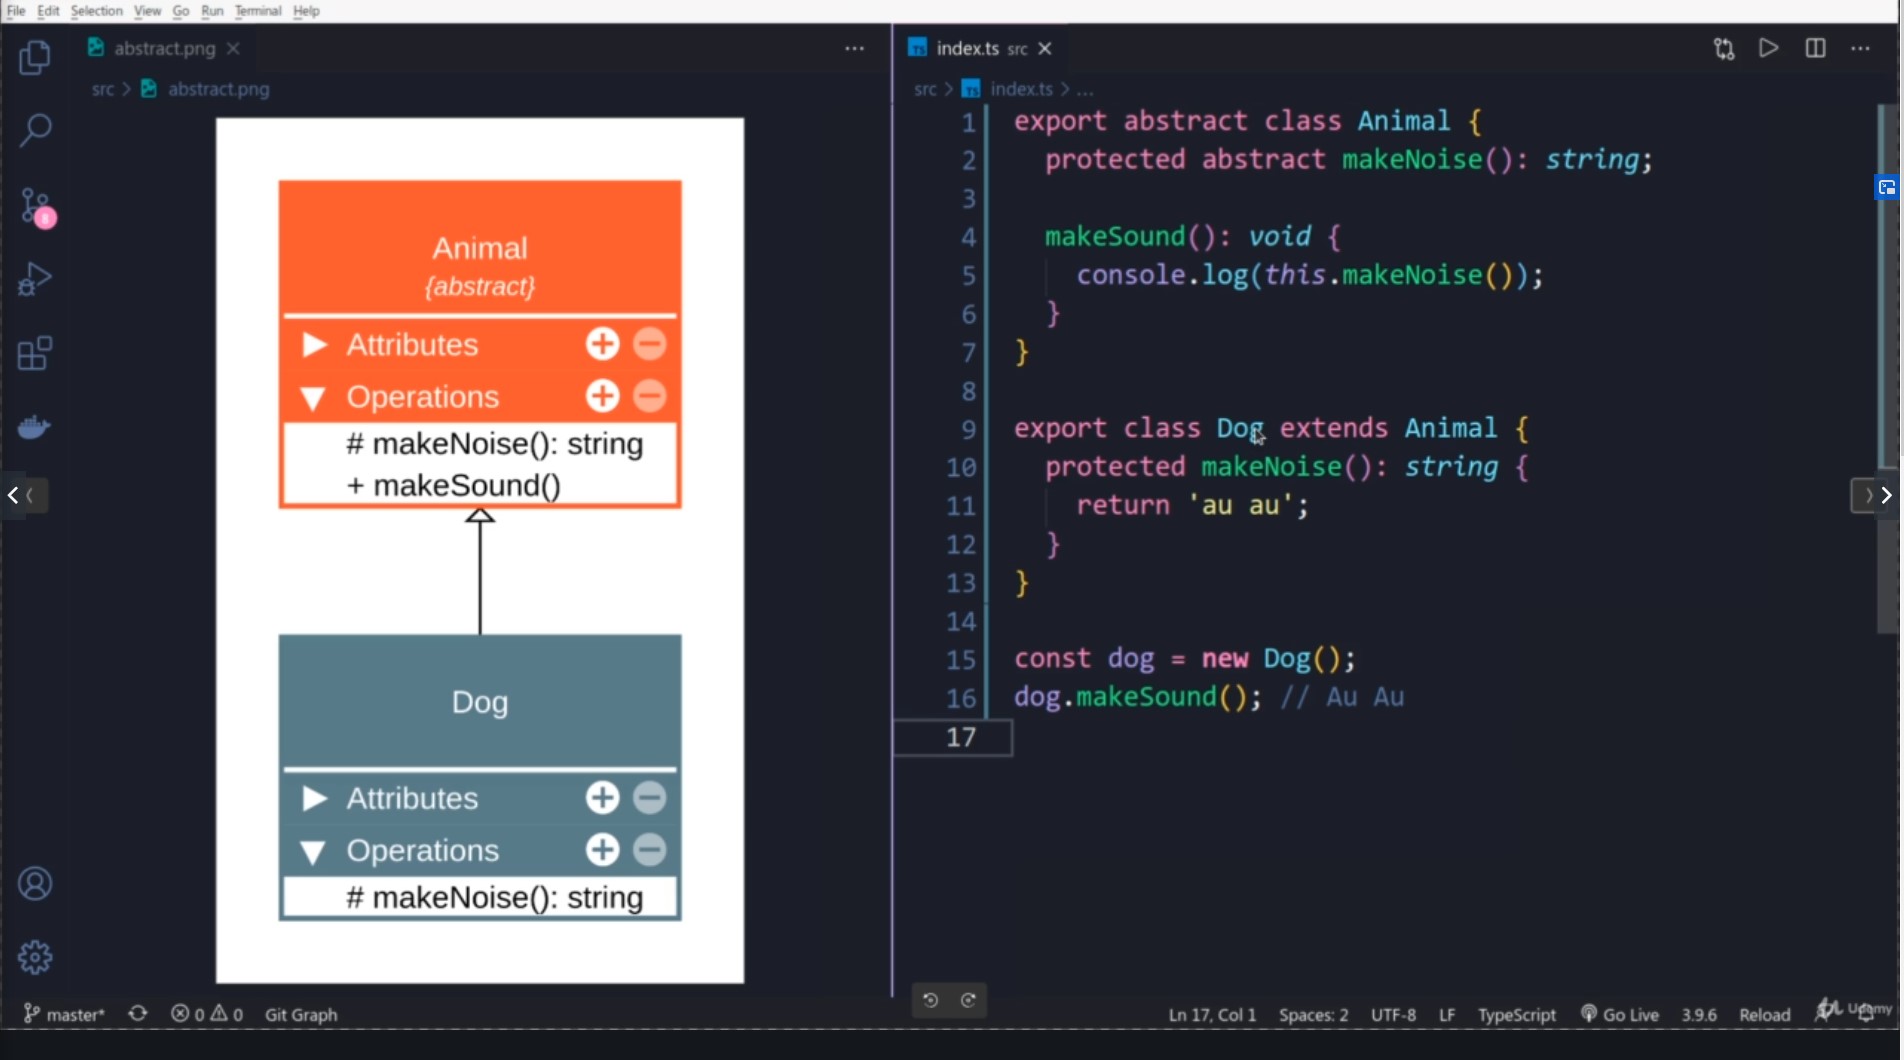 File Edit Selection View Go Run Terminal Help
abstract.png
src > abstract.png
Animal
{abstract}
Attributes
Operations
# makeNoise(): string
+ makeSound()
Dog
Attributes
Operations
# makeNoise(): string
TS index.ts src
src > TS index.ts > ...
1 export abstract class Animal {
2 protected abstract makeNoise(): string;
3
4 makeSound(): void {
5 console.log(this.makeNoise());
6 }
7 }
8
9 export class Dog extends Animal {
10 protected makeNoise(): string {
11 return 'au au';
12 }
13 }
14
15 const dog = new Dog();
16 dog.makeSound(); // Au Au
17
8
master* 0 0 Git Graph
Ln 17, Col 1 Spaces: 2 UTF-8 LF TypeScript Go Live 3.9.6 Reload
Udemy